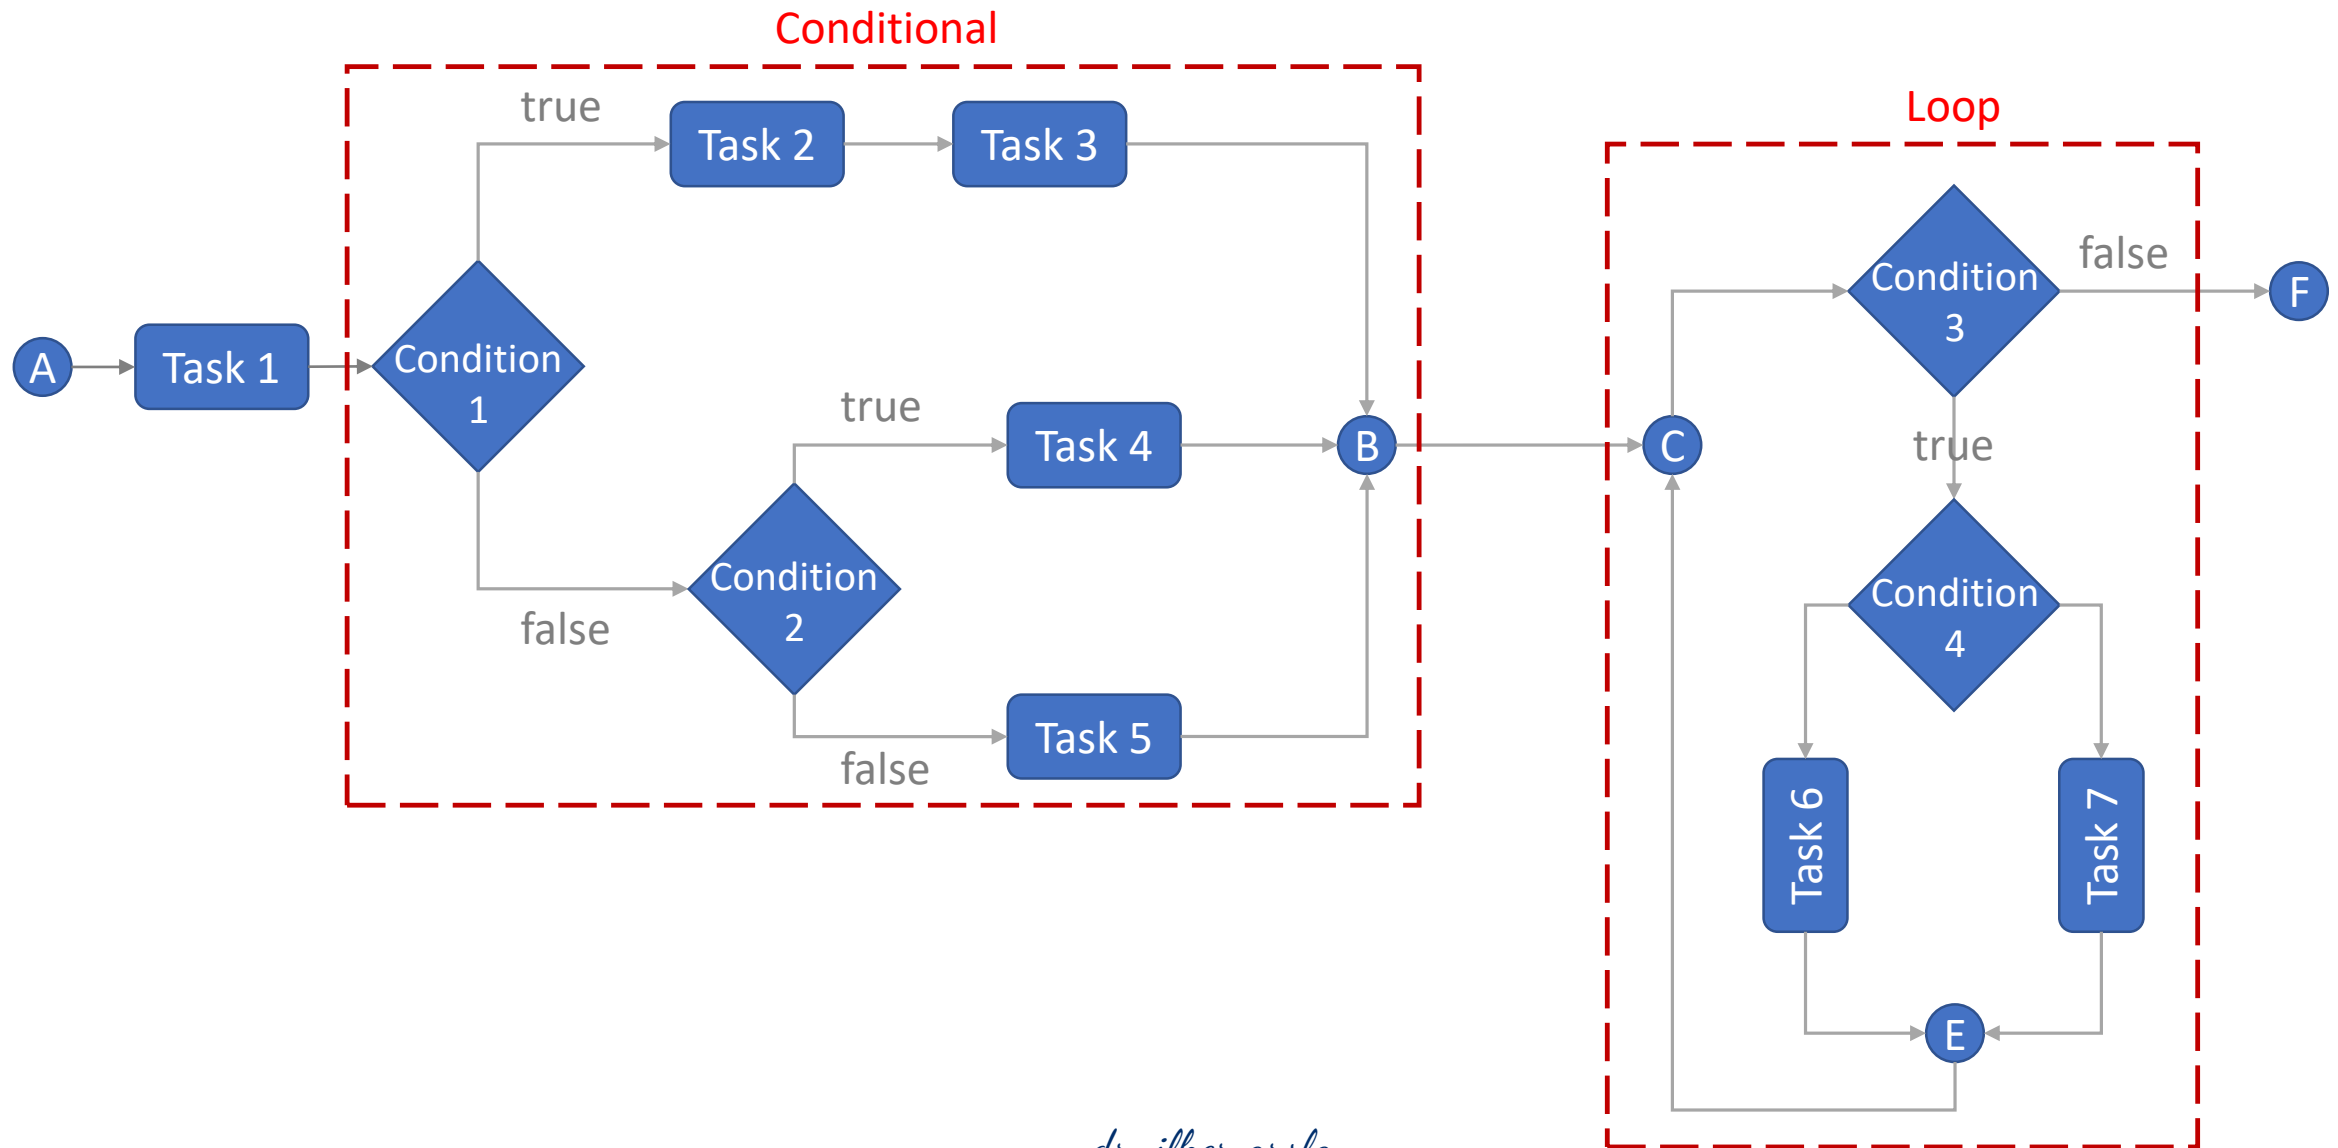 Conditional
Loop
true
Task 2
Task 3
A
Task 1
Condition
1
false
true
Condition
2
Task 4
false
Task 5
B
C
Condition
3
false
F
true
Condition
4
Task 6
Task 7
E